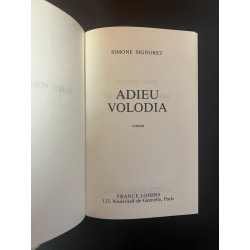 SIMONE SIGNORET
ADIEU
VOLODIA
roman
FRANCE LOISIRS
123, Boulevard de Grenelle, Paris